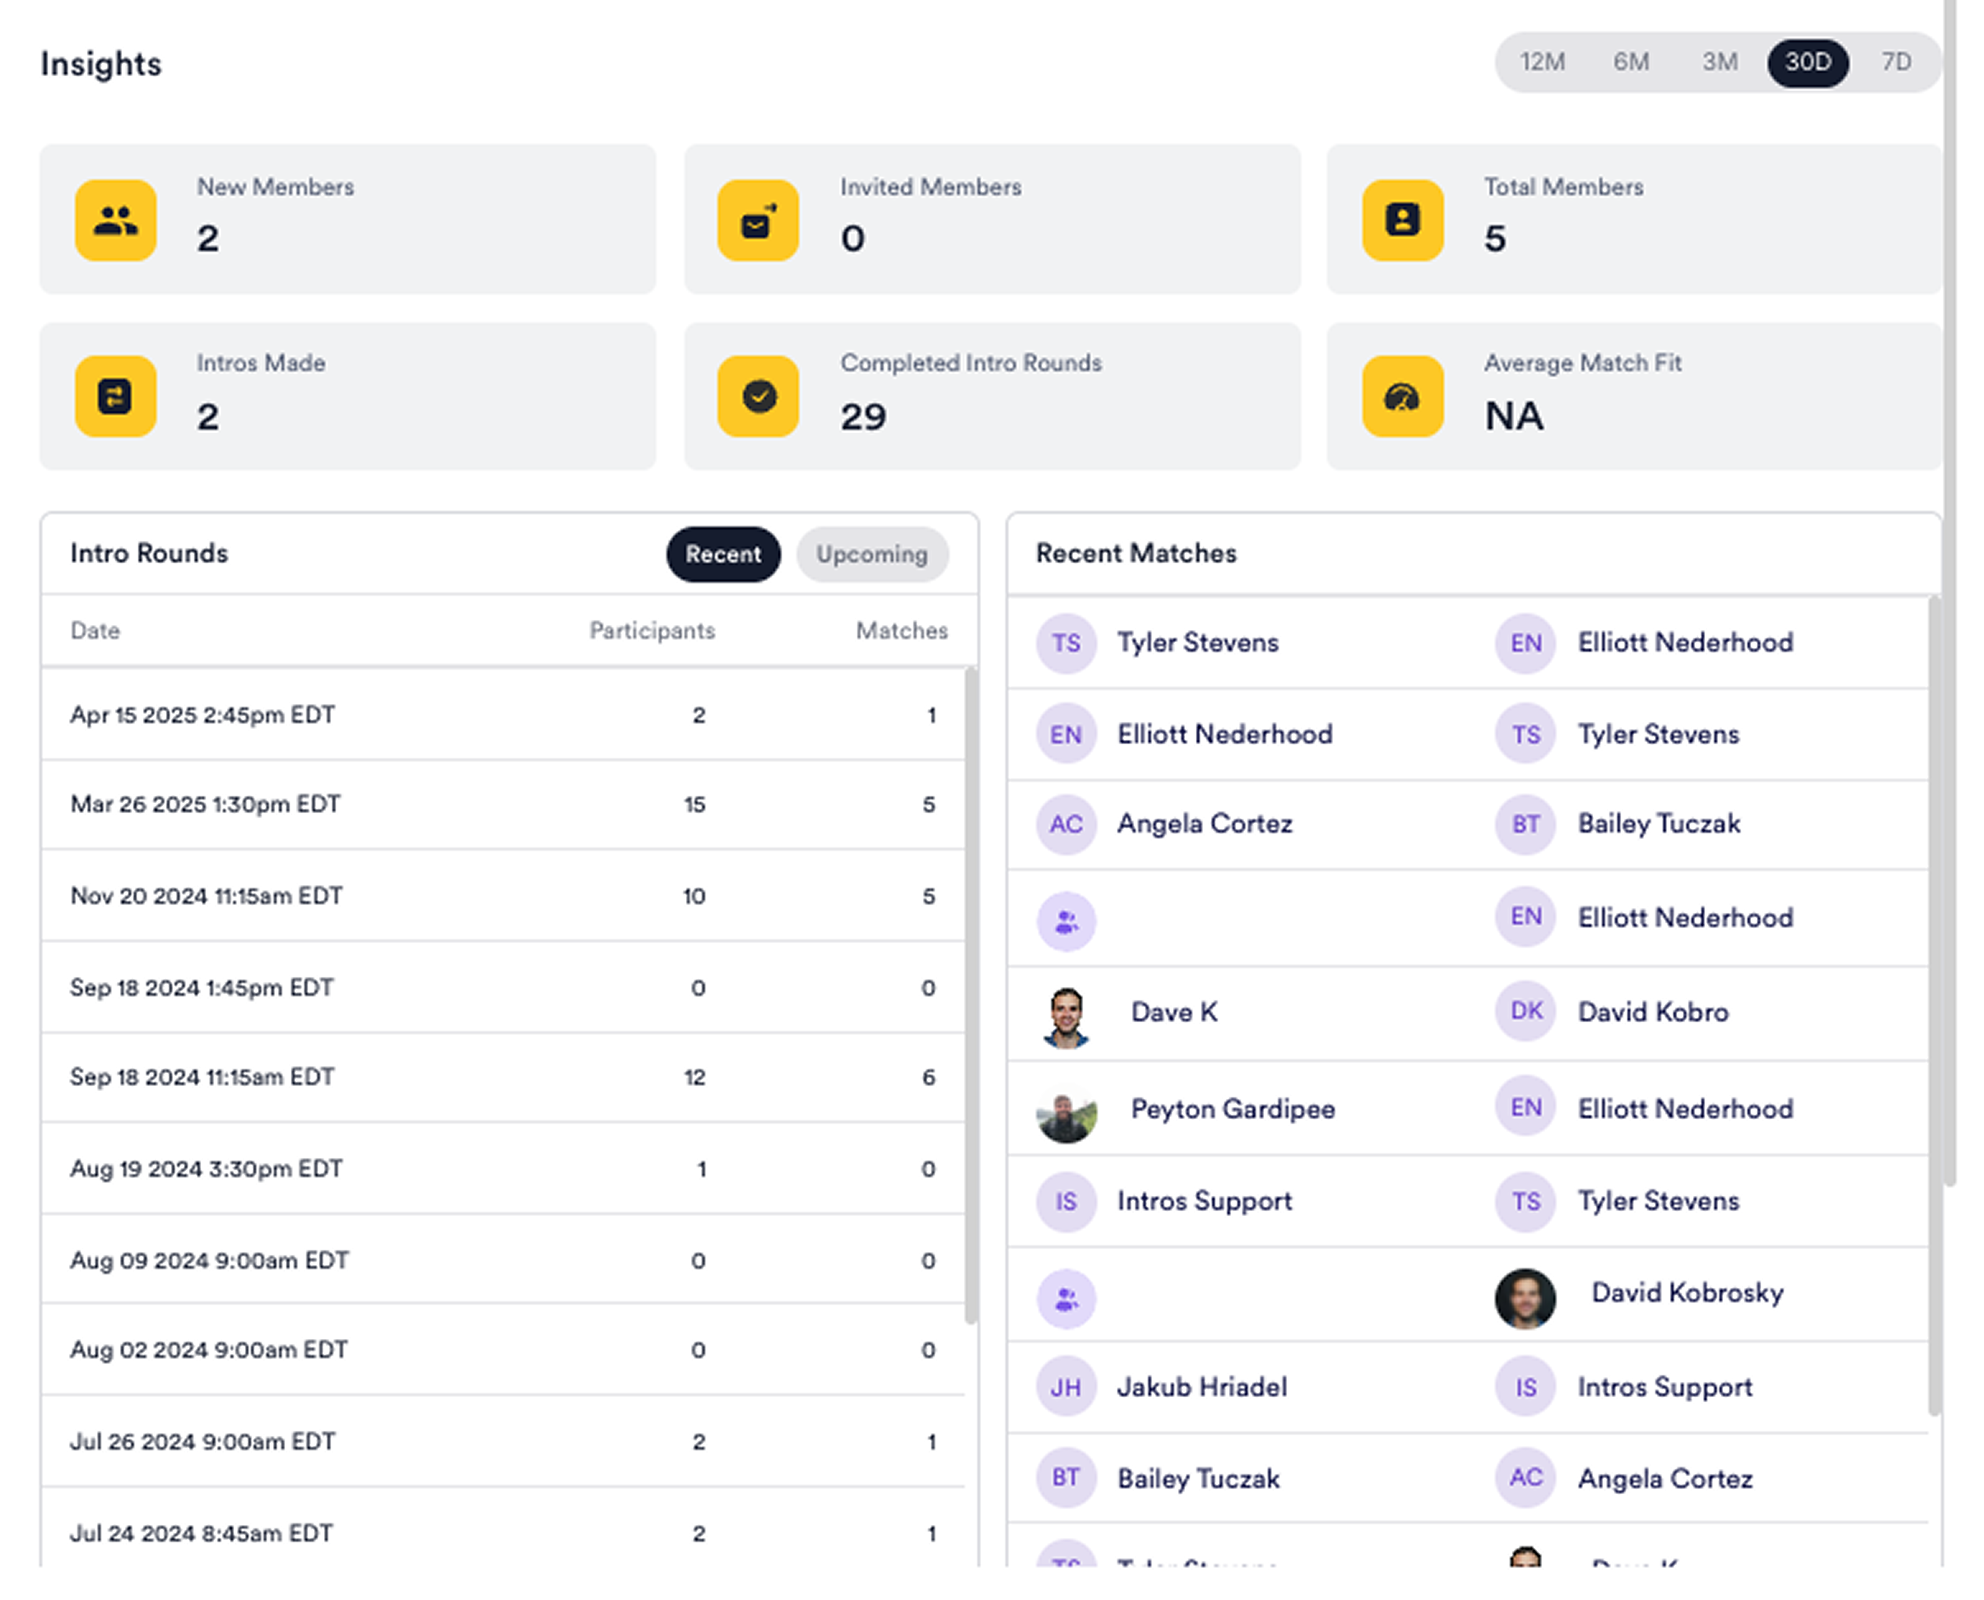 Insights
12M 6M 3M 30D 7D
New Members
2
Invited Members
0
Total Members
5
Intros Made
2
Completed Intro Rounds
29
Average Match Fit
NA
Intro Rounds Recent Upcoming
Date Participants Matches
Apr 15 2025 2:45pm EDT 2 1
Mar 26 2025 1:30pm EDT 15 5
Nov 20 2024 11:15am EDT 10 5
Sep 18 2024 1:45pm EDT 0 0
Sep 18 2024 11:15am EDT 12 6
Aug 19 2024 3:30pm EDT 1 0
Aug 09 2024 9:00am EDT 0 0
Aug 02 2024 9:00am EDT 0 0
Jul 26 2024 9:00am EDT 2 1
Jul 24 2024 8:45am EDT 2 1
Recent Matches
TS Tyler Stevens EN Elliott Nederhood
EN Elliott Nederhood TS Tyler Stevens
AC Angela Cortez BT Bailey Tuczak
EN Elliott Nederhood
Dave K DK David Kobro
Peyton Gardipee EN Elliott Nederhood
IS Intros Support TS Tyler Stevens
David Kobrosky
JH Jakub Hriadel IS Intros Support
BT Bailey Tuczak AC Angela Cortez